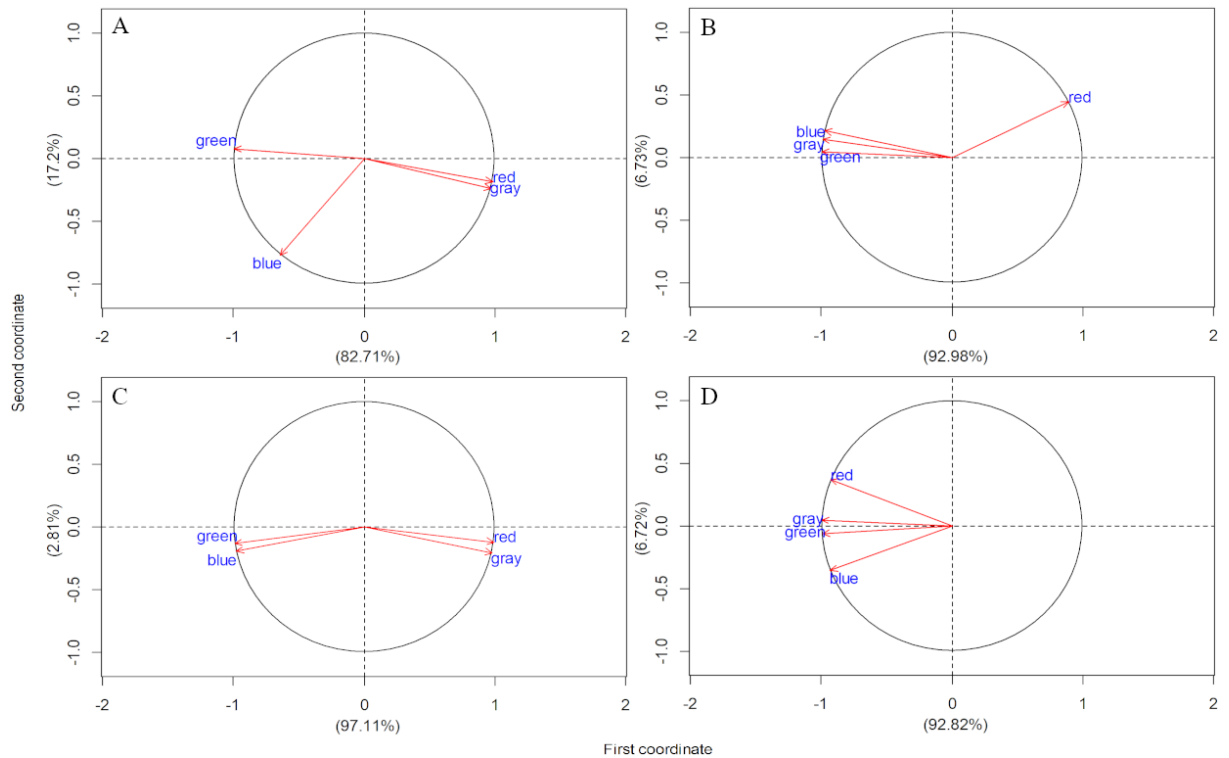 A
1.0
0.5
0.0
-0.5
-1.0
(17.2%)
green
red
gray
blue
-2
-1
0
1
2
(82.71%)
B
1.0
0.5
0.0
-0.5
-1.0
(6.73%)
red
blue
gray
green
-2
-1
0
1
2
(92.98%)
Second coordinate
C
1.0
0.5
0.0
-0.5
-1.0
(2.81%)
green
blue
red
gray
-2
-1
0
1
2
(97.11%)
D
1.0
0.5
0.0
-0.5
-1.0
(6.72%)
red
gray
green
blue
-2
-1
0
1
2
(92.82%)
First coordinate